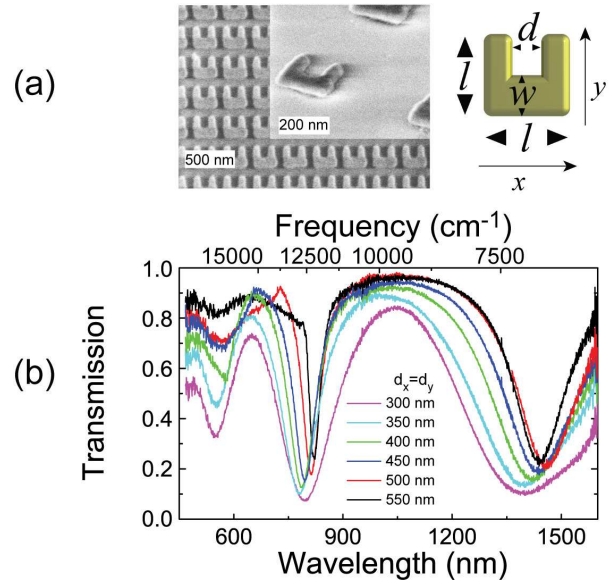 (a)
200 nm
500 nm
d
l
w
y
l
x
Frequency (cm-1)
15000 12500 10000 7500
(b)
Transmission
1.0
0.8
0.6
0.4
0.2
0.0
d_x=d_y
300 nm
350 nm
400 nm
450 nm
500 nm
550 nm
600 900 1200 1500
Wavelength (nm)